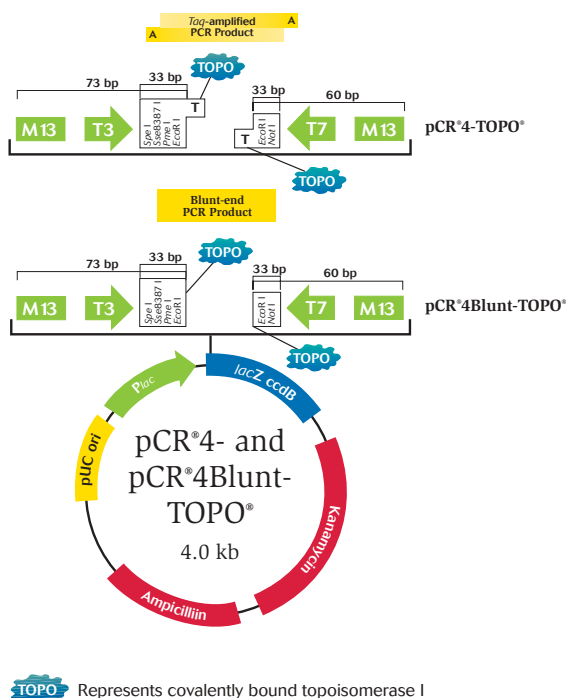 Taq-amplified
PCR Product
A
A
TOPO
73 bp
33 bp
33 bp
60 bp
M13
T3
Spe I
Sse8387 I
Pme I
EcoR I
T
T
EcoR I
Not I
T7
M13
pCR®4-TOPO®
TOPO
Blunt-end
PCR Product
TOPO
73 bp
33 bp
33 bp
60 bp
M13
T3
Spe I
Sse8387 I
Pme I
EcoR I
EcoR I
Not I
T7
M13
pCR®4Blunt-TOPO®
TOPO
Plac
lacZ ccdB
pUC ori
Kanamycin
Ampicilliin
pCR®4- and
pCR®4Blunt-
TOPO®
4.0 kb
TOPO Represents covalently bound topoisomerase I